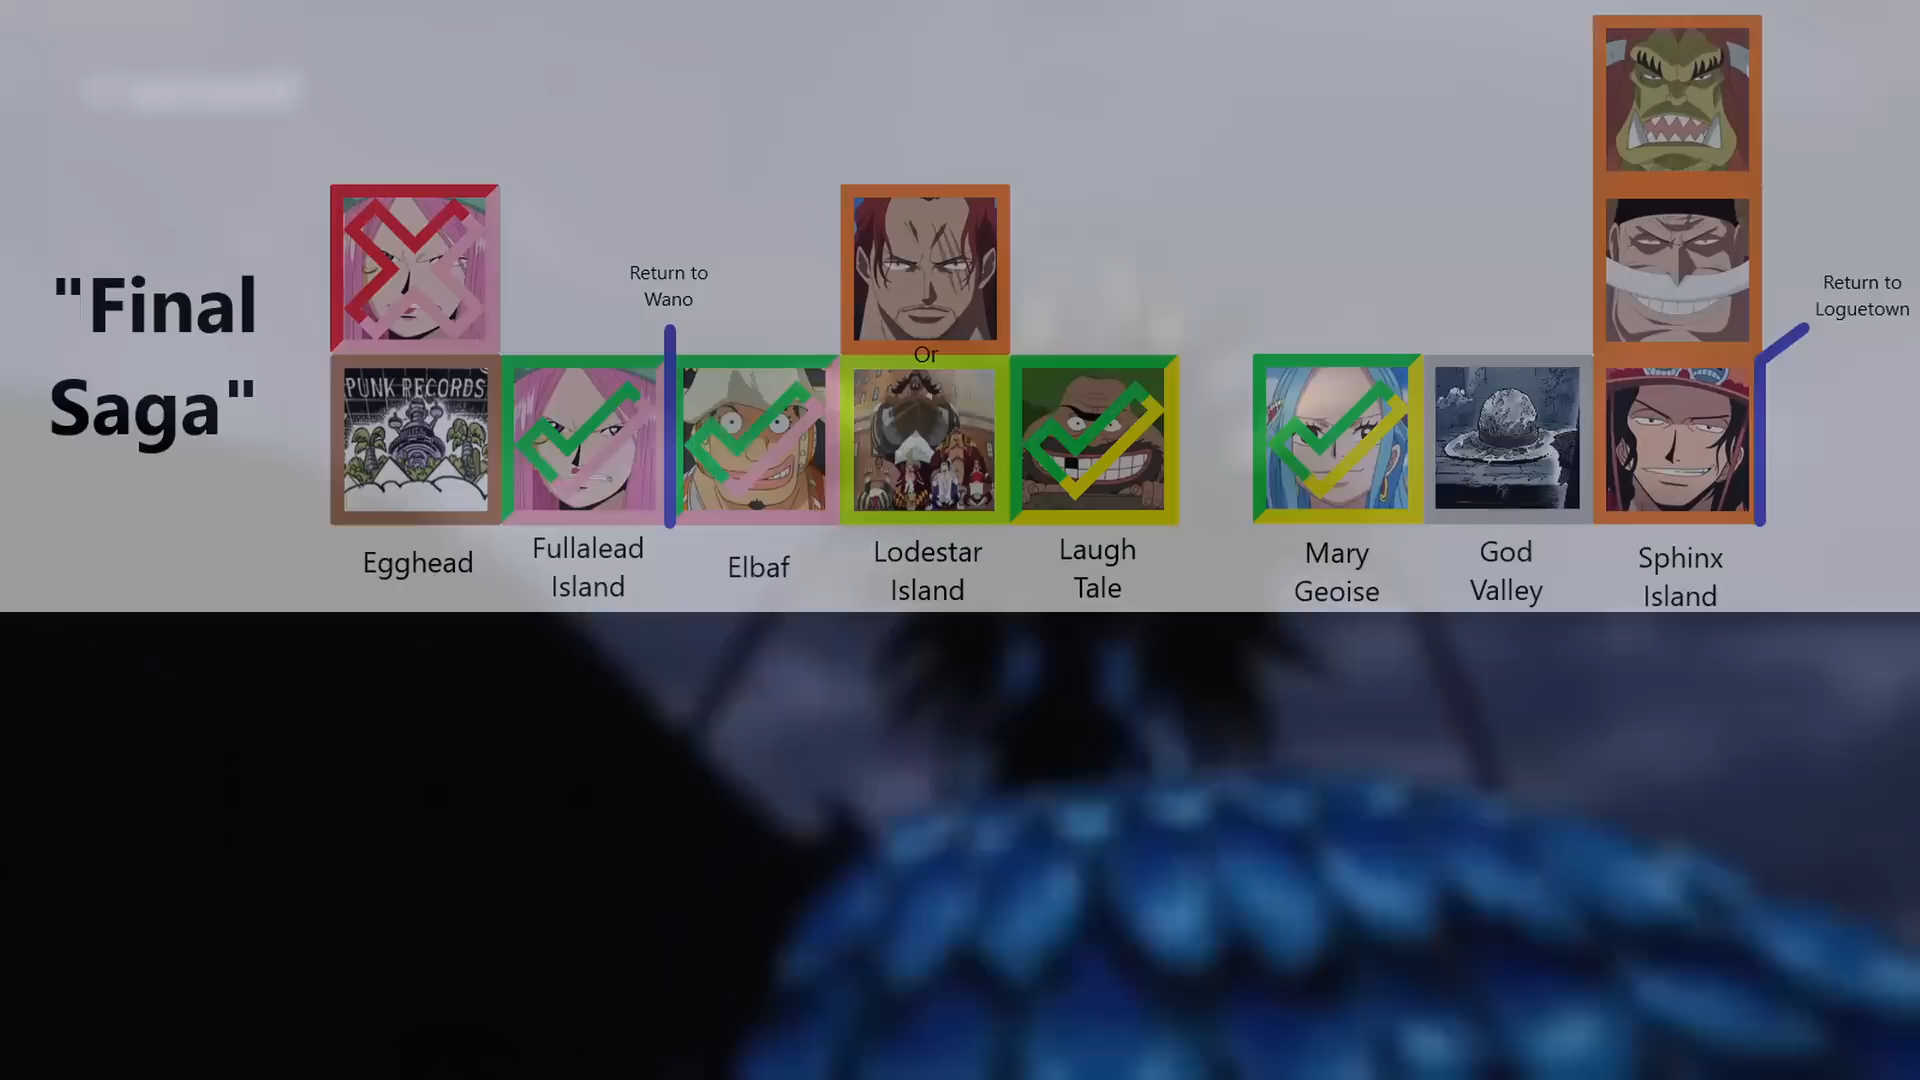 "Final
Saga"
Return to
Wano
Return to
Loguetown
Or
PUNK RECORDS
Egghead
Fullalead
Island
Elbaf
Lodestar
Island
Laugh
Tale
Mary
Geoise
God
Valley
Sphinx
Island